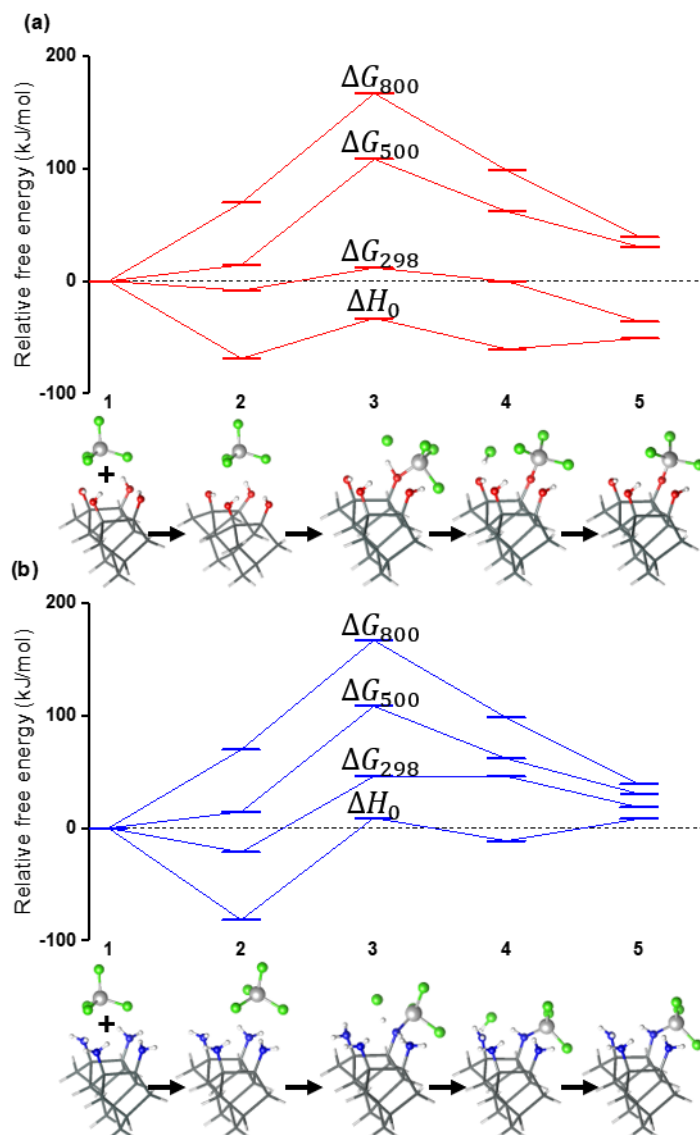 (a)
200
100
0
-100
Relative free energy (kJ/mol)
ΔG800
ΔG500
ΔG298
ΔH0
1 2 3 4 5
+
(b)
200
100
0
-100
Relative free energy (kJ/mol)
ΔG800
ΔG500
ΔG298
ΔH0
1 2 3 4 5
+